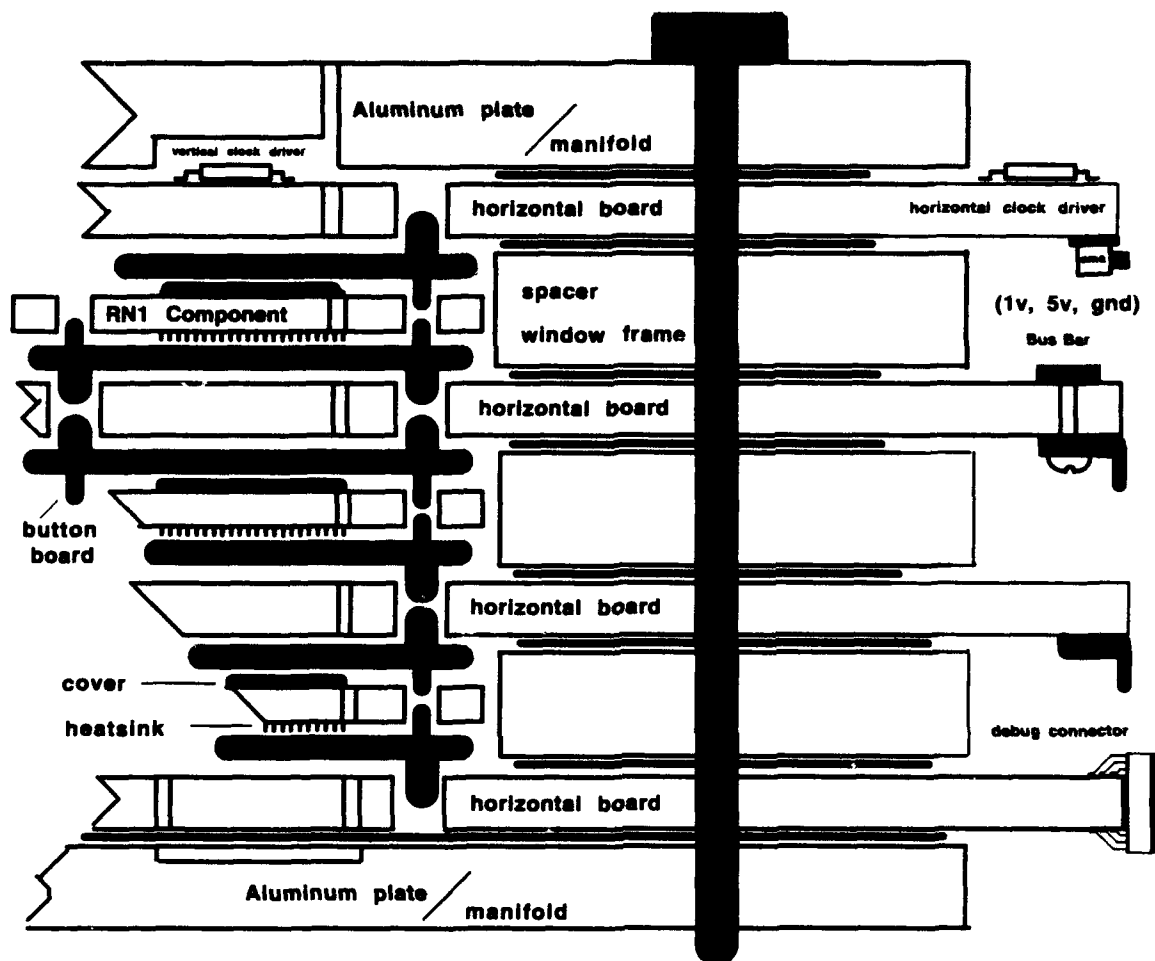 Aluminum plate
manifold
vertical clock driver
horizontal board
horizontal clock driver
sma
spacer
window frame
RN1 Component
(1v, 5v, gnd)
Bus Bar
horizontal board
button
board
horizontal board
cover
heatsink
debug connector
horizontal board
Aluminum plate
manifold